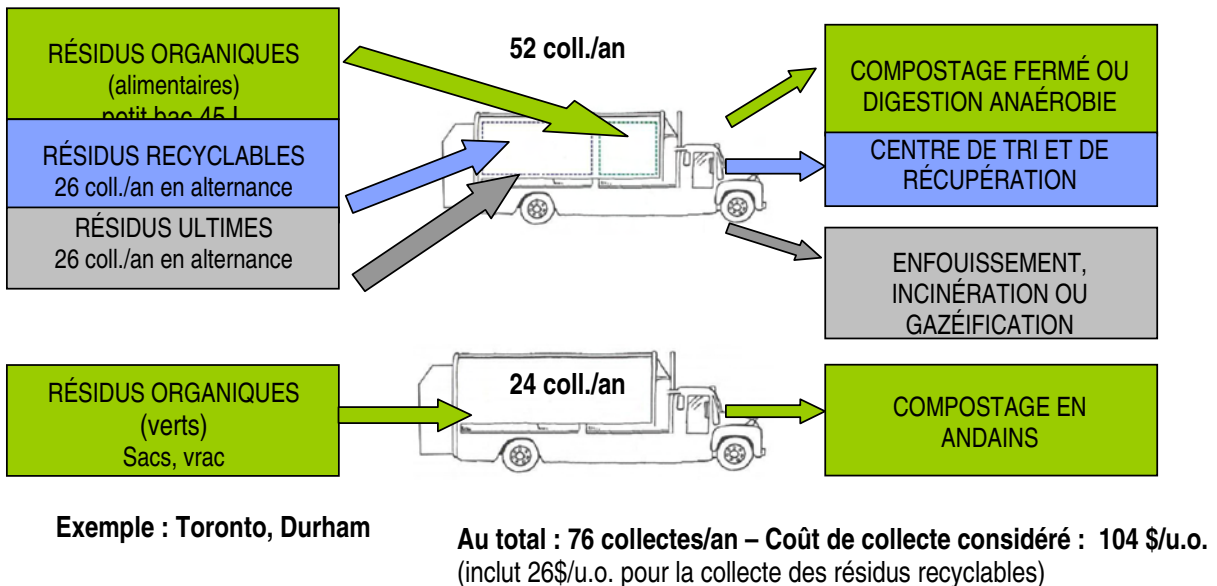 RÉSIDUS ORGANIQUES
(alimentaires)
petit bac 45 L
52 coll./an
COMPOSTAGE FERMÉ OU
DIGESTION ANAÉROBIE
RÉSIDUS RECYCLABLES
26 coll./an en alternance
CENTRE DE TRI ET DE
RÉCUPÉRATION
RÉSIDUS ULTIMES
26 coll./an en alternance
ENFOUISSEMENT,
INCINÉRATION OU
GAZÉIFICATION
RÉSIDUS ORGANIQUES
(verts)
Sacs, vrac
24 coll./an
COMPOSTAGE EN
ANDAINS
Exemple : Toronto, Durham
Au total : 76 collectes/an – Coût de collecte considéré : 104 $/u.o.
(inclut 26$/u.o. pour la collecte des résidus recyclables)